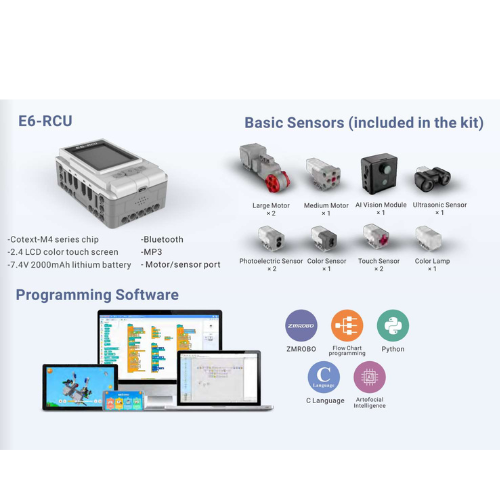 E6-RCU
-Cotext-M4 series chip
-2.4 LCD color touch screen
-7.4V 2000mAh lithium battery
-Bluetooth
-MP3
- Motor/sensor port
Basic Sensors (included in the kit)
Large Motor
× 2
Medium Motor
× 1
AI Vision Module
× 1
Ultrasonic Sensor
× 1
Photoelectric Sensor
× 2
Color Sensor
× 1
Touch Sensor
× 2
Color Lamp
× 1
Programming Software
ZMROBO
ZMROBO
Flow Chart
programming
Python
C
Language
C Language
Artofocial
Intelligence